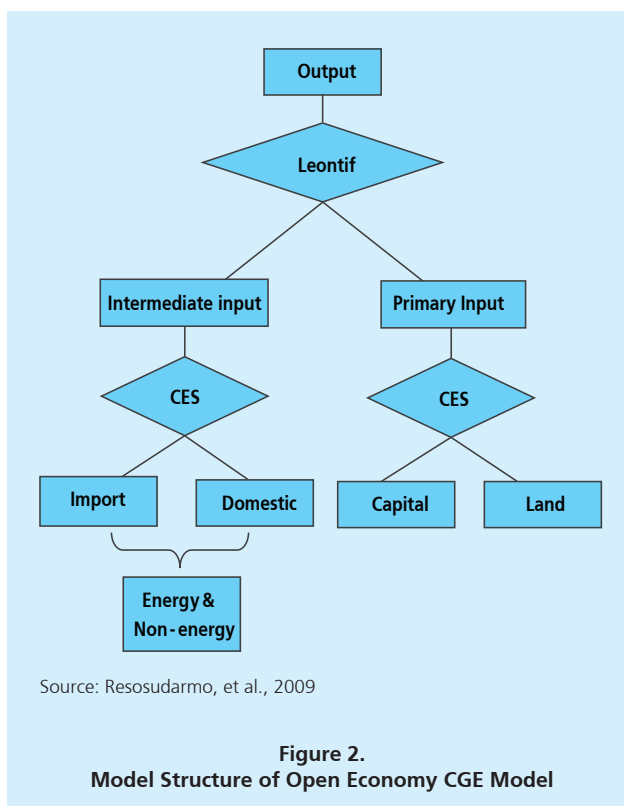 Output
Leontif
Intermediate input
Primary Input
CES
CES
Import
Domestic
Capital
Land
Energy &
Non-energy
Source: Resosudarmo, et al., 2009
Figure 2.
Model Structure of Open Economy CGE Model